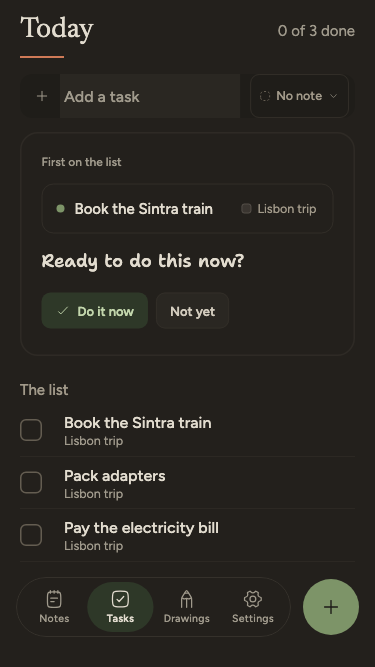 Today
0 of 3 done
Add a task
No note
First on the list
Book the Sintra train
Lisbon trip
Ready to do this now?
Do it now
Not yet
The list
Book the Sintra train
Lisbon trip
Pack adapters
Lisbon trip
Pay the electricity bill
Lisbon trip
Notes
Tasks
Drawings
Settings